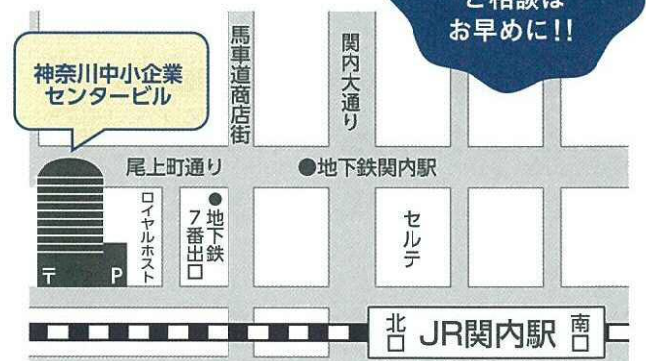 ご相談は
お早めに!!
神奈川中小企業
センタービル
馬車道商店街
関内大通り
尾上町通り
●地下鉄関内駅
ロイヤルホスト
●地下鉄
7番出口
セルテ
〒
P
北口
JR関内駅
南口